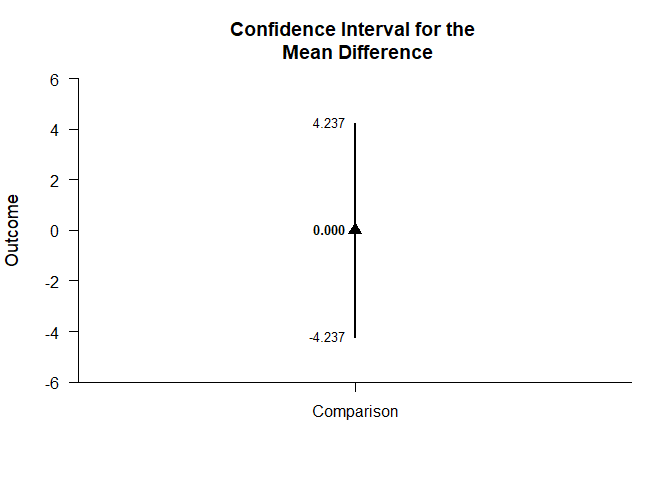 Confidence Interval for the
Mean Difference
6
4
2
0
-2
-4
-6
Outcome
4.237
0.000
-4.237
Comparison